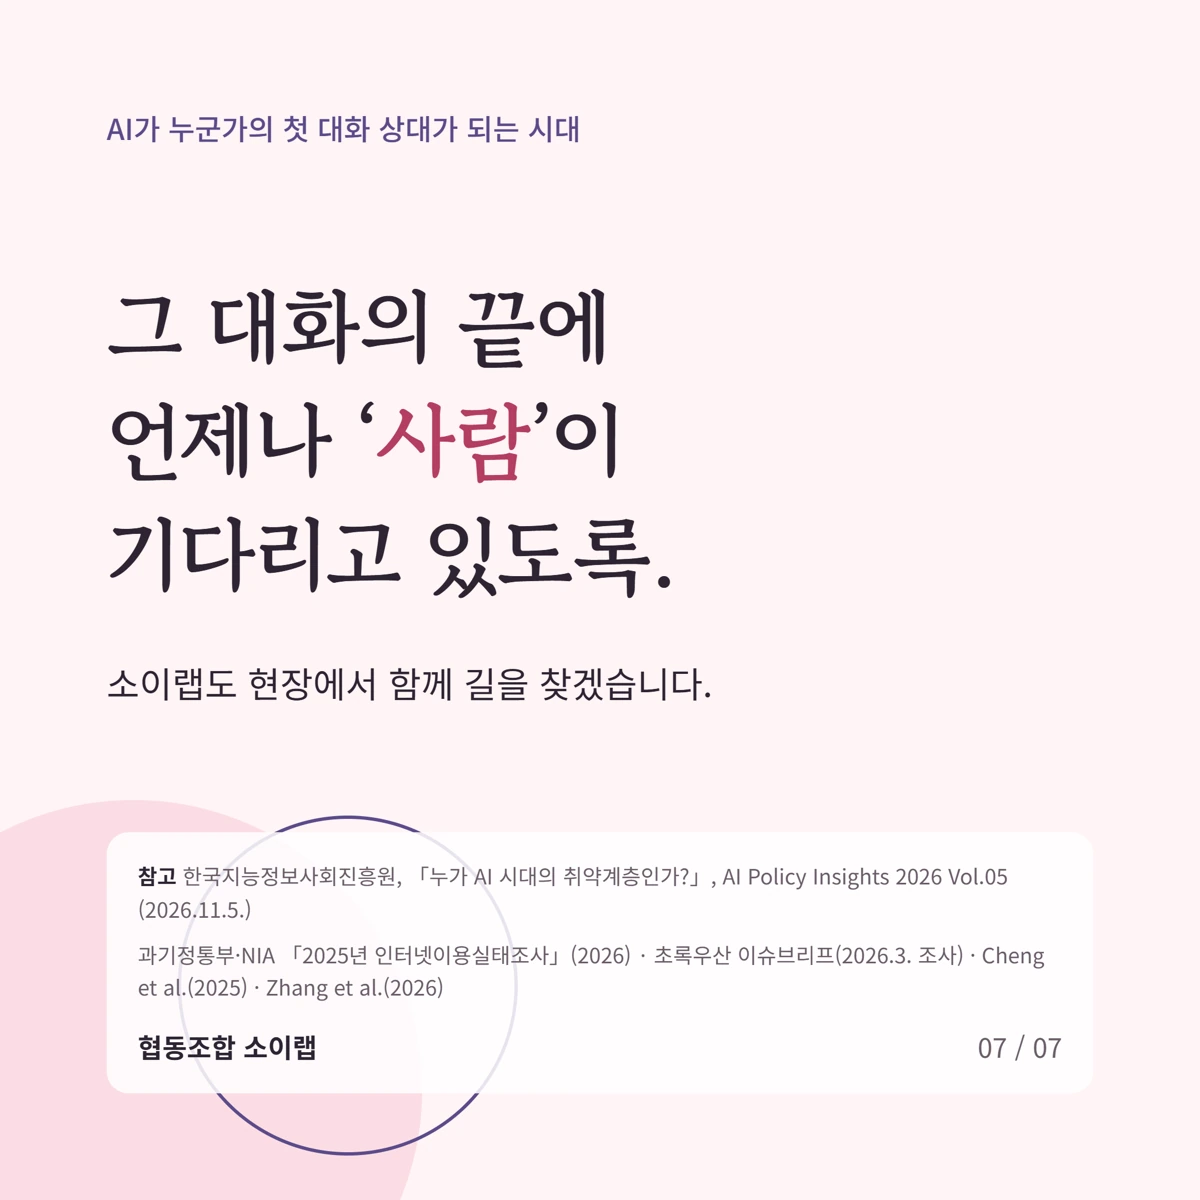 AI가 누군가의 첫 대화 상대가 되는 시대
그 대화의 끝에
언제나 ‘사람’이
기다리고 있도록.
소이랩도 현장에서 함께 길을 찾겠습니다.
참고 한국지능정보사회진흥원, 「누가 AI 시대의 취약계층인가?」, AI Policy Insights 2026 Vol.05
(2026.11.5.)
과기정통부·NIA 「2025년 인터넷이용실태조사」(2026) · 초록우산 이슈브리프(2026.3. 조사) · Cheng
et al.(2025) · Zhang et al.(2026)
협동조합 소이랩
07 / 07